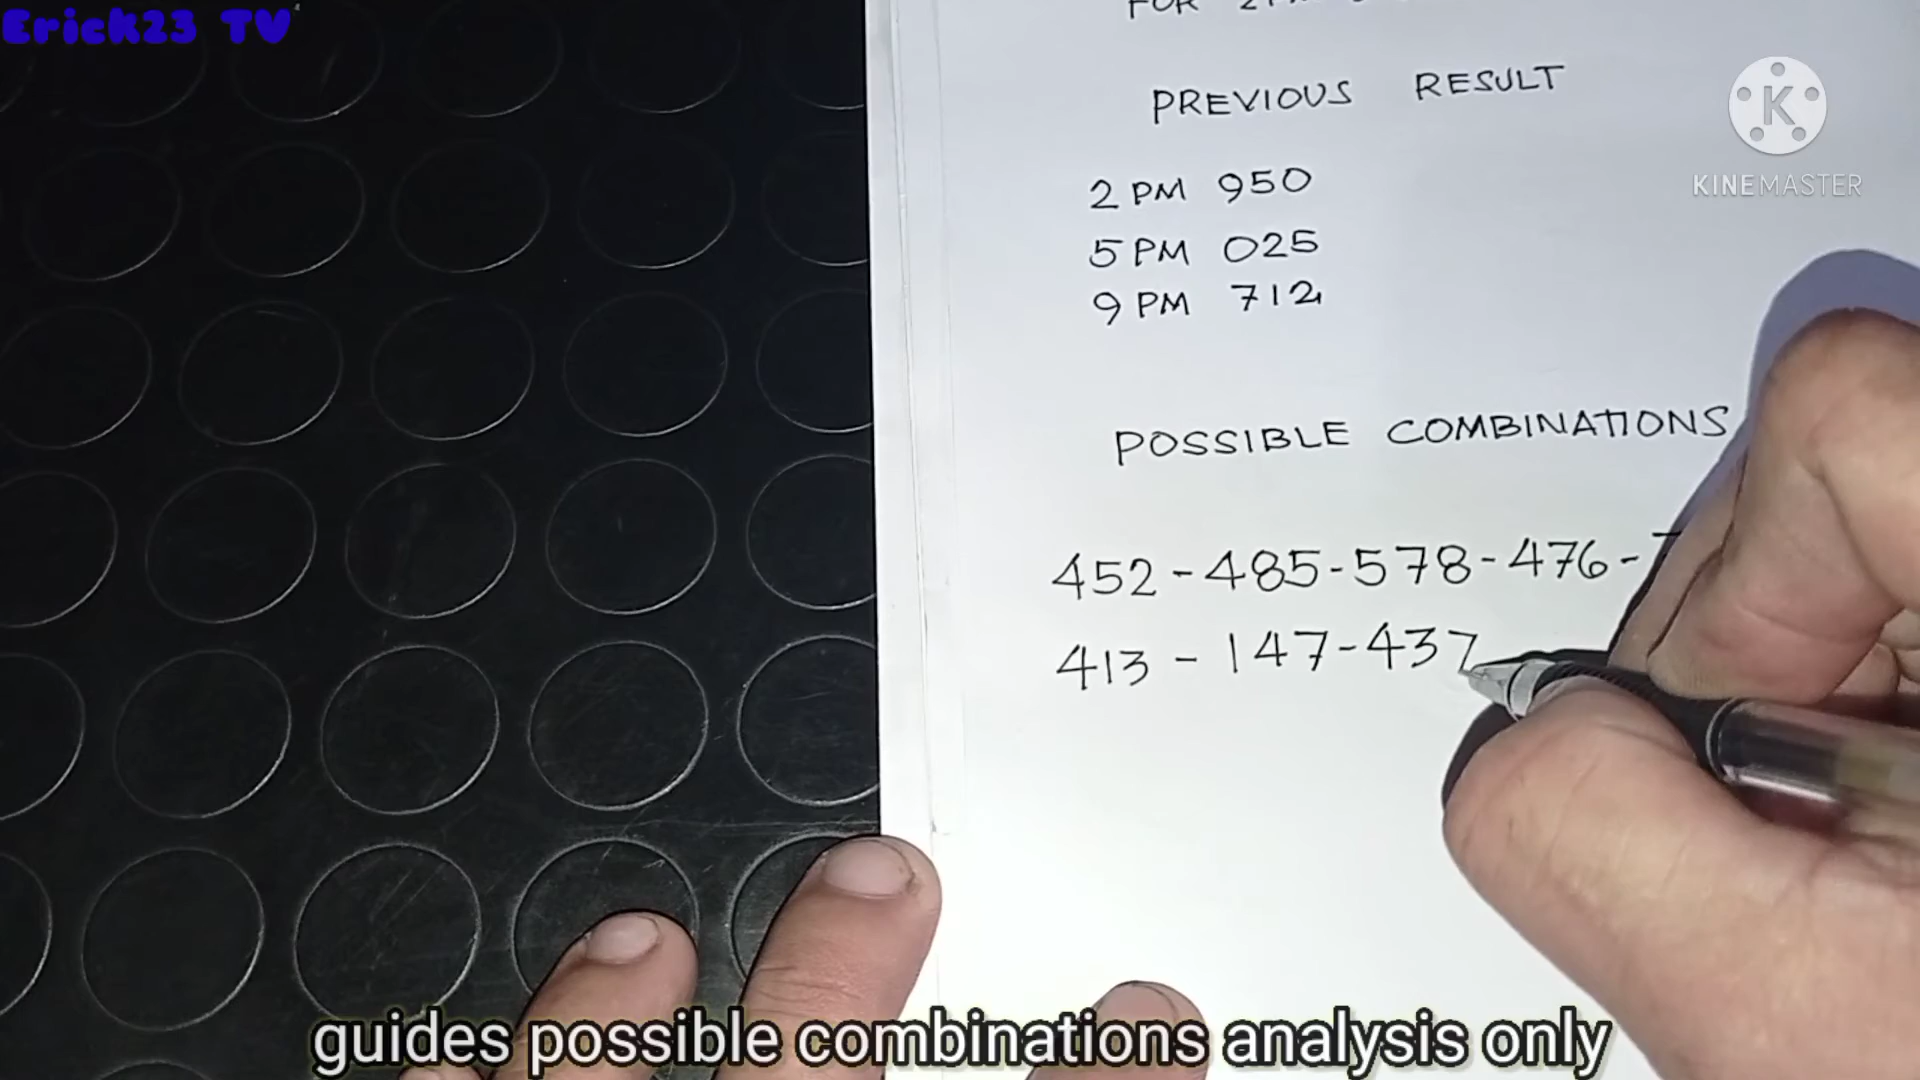 Erick23 TV
FOR
PREVIOUS RESULT
KINEMASTER
2 PM 950
5 PM 025
9 PM 712
POSSIBLE COMBINATIONS
452 - 485 - 578 - 476 -
413 - 147 - 437
guides possible combinations analysis only